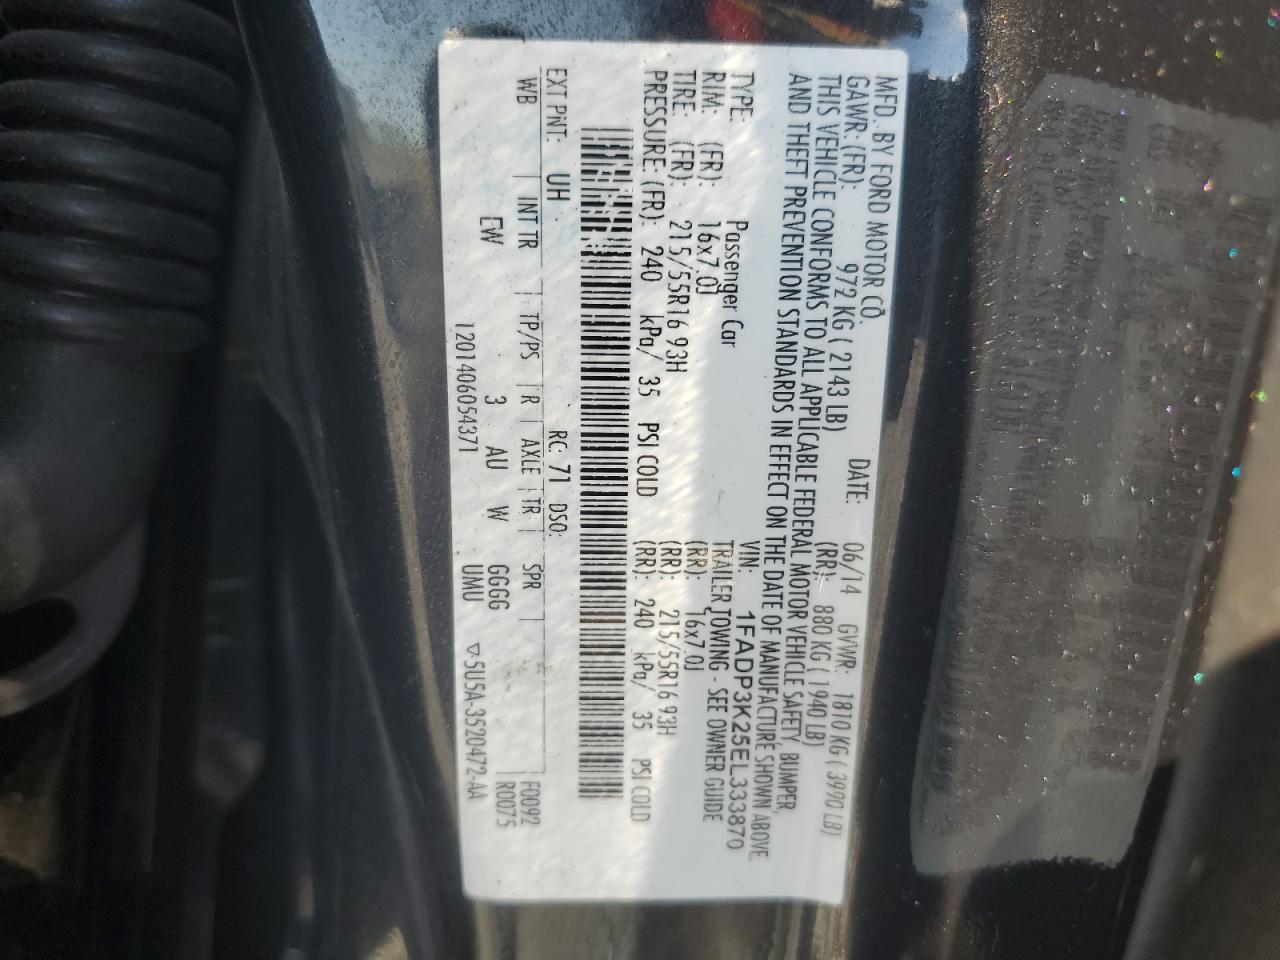 MFD. BY FORD MOTOR CO.
DATE: 06/14 GVWR: 1810 KG ( 3990 LB)
GAWR: (FR): 972 KG ( 2143 LB) (RR): 880 KG ( 1940 LB)
THIS VEHICLE CONFORMS TO ALL APPLICABLE FEDERAL MOTOR VEHICLE SAFETY, BUMPER,
AND THEFT PREVENTION STANDARDS IN EFFECT ON THE DATE OF MANUFACTURE SHOWN ABOVE.
VIN: 1FADP3K25EL333870
TYPE: Passenger Car TRAILER TOWING - SEE OWNER GUIDE
RIM: (FR): 16x7.0J (RR): 16x7.0J
TIRE: (FR): 215/55R16 93H (RR): 215/55R16 93H
PRESSURE: (FR): 240 kPa/ 35 PSI COLD (RR): 240 kPa/ 35 PSI COLD
EXT PNT: UH RC: 71 DSO:
WB INT TR TP/PS R AXLE TR SPR F0092
EW 3 AU W GGGG R0075
120140605 4371 UMU ▽5U5A-3520472-AA